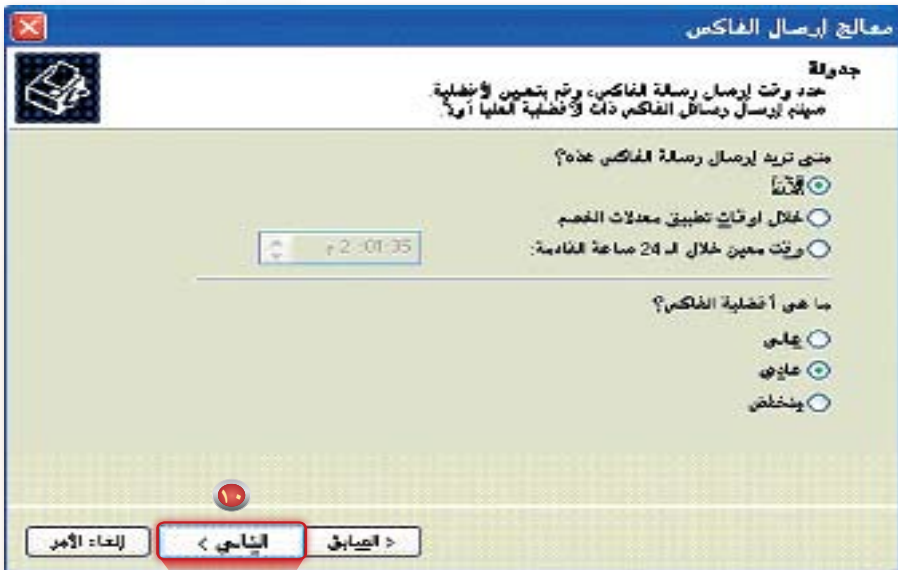 معالج إرسال الفاكس
جدولة
حدد وقت إرسال رسالة الفاكس، وقم بتعيين الأفضلية.
سيتم إرسال رسائل الفاكس ذات الأفضلية العليا أولاً.
متى تريد إرسال رسالة الفاكس هذه؟
الآن
خلال اوقات تطبيق معدلات الخصم
وقت معين خلال الـ 24 ساعة القادمة:
2 :01:35 م
ما هي أفضلية الفاكس؟
عالي
عادي
منخفض
١٠
< السابق
التالي >
إلغاء الأمر